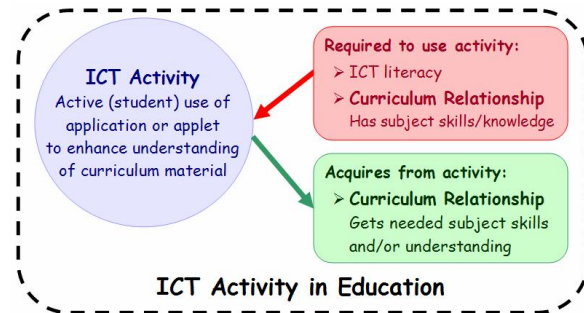 ICT Activity
Active (student) use of
application or applet
to enhance understanding
of curriculum material
Required to use activity:
➢ ICT literacy
➢ Curriculum Relationship
Has subject skills/knowledge
Acquires from activity:
➢ Curriculum Relationship
Gets needed subject skills
and/or understanding
ICT Activity in Education